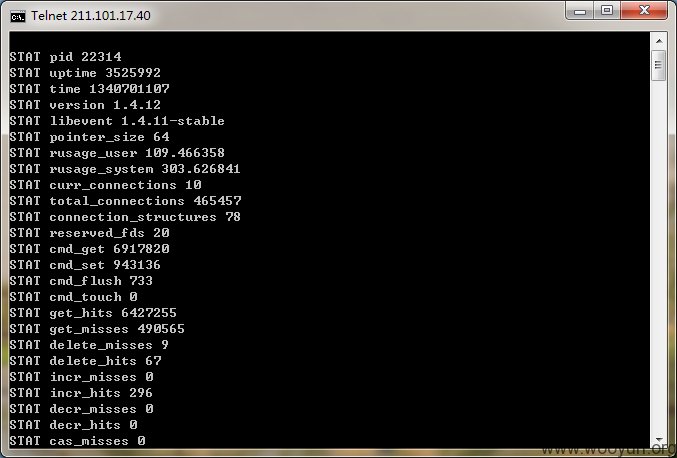 Telnet 211.101.17.40
STAT pid 22314
STAT uptime 3525992
STAT time 1340701107
STAT version 1.4.12
STAT libevent 1.4.11-stable
STAT pointer_size 64
STAT rusage_user 109.466358
STAT rusage_system 303.626841
STAT curr_connections 10
STAT total_connections 465457
STAT connection_structures 78
STAT reserved_fds 20
STAT cmd_get 6917820
STAT cmd_set 943136
STAT cmd_flush 733
STAT cmd_touch 0
STAT get_hits 6427255
STAT get_misses 490565
STAT delete_misses 9
STAT delete_hits 67
STAT incr_misses 0
STAT incr_hits 296
STAT decr_misses 0
STAT decr_hits 0
STAT cas_misses 0
www.wooyun.org